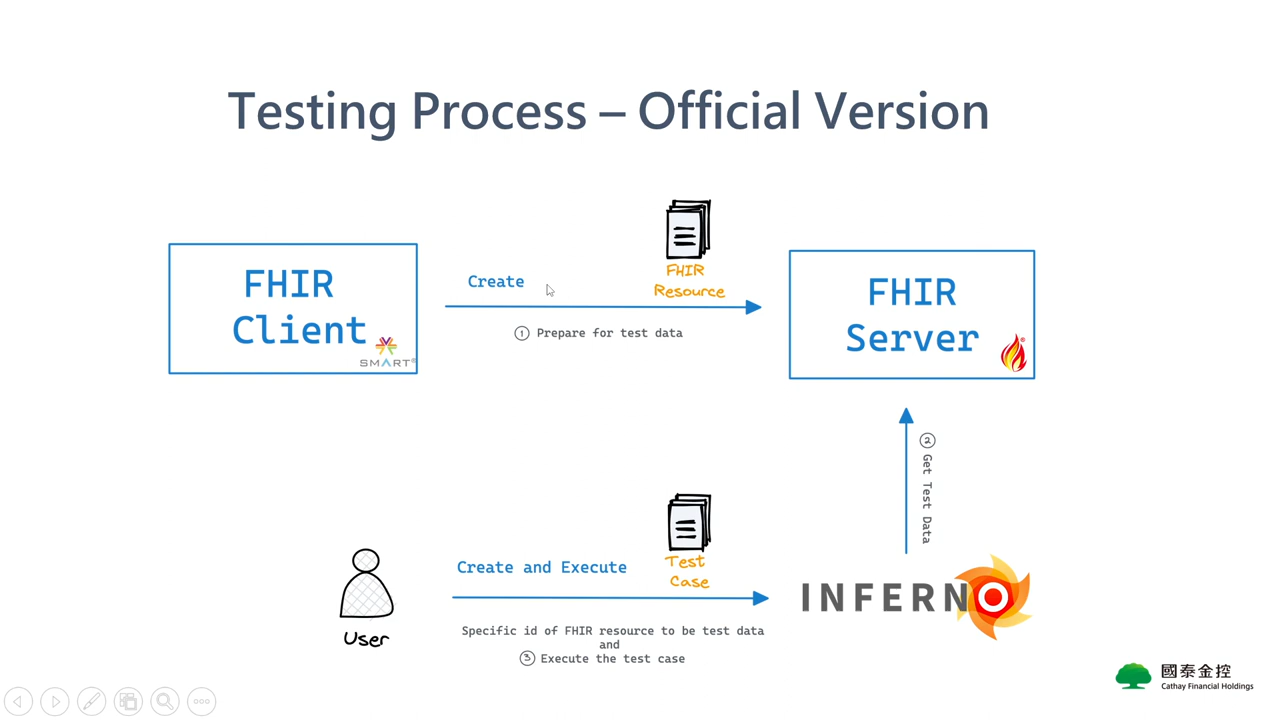 Testing Process – Official Version
FHIR
Client
SMART®
Create
FHIR
Resource
1 Prepare for test data
FHIR
Server
®
2 Get Test Data
User
Create and Execute
Test
Case
Specific id of FHIR resource to be test data
and
3 Execute the test case
INFERNO
國泰金控
Cathay Financial Holdings